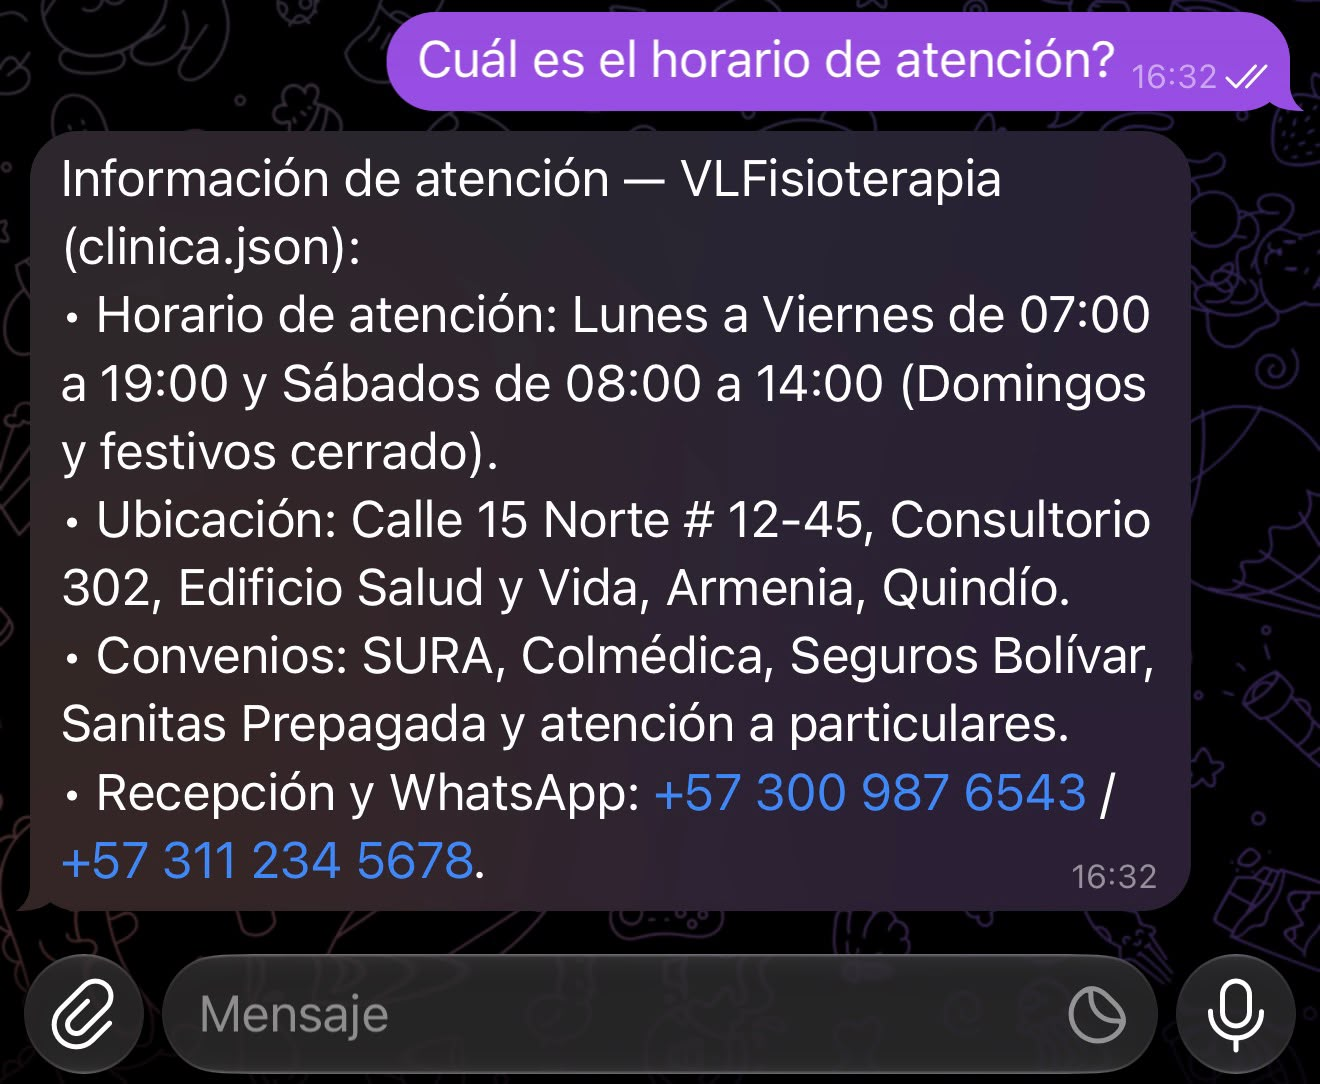 Cuál es el horario de atención? 16:32
Información de atención — VLFisioterapia
(clinica.json):
• Horario de atención: Lunes a Viernes de 07:00
a 19:00 y Sábados de 08:00 a 14:00 (Domingos
y festivos cerrado).
• Ubicación: Calle 15 Norte # 12-45, Consultorio
302, Edificio Salud y Vida, Armenia, Quindío.
• Convenios: SURA, Colmédica, Seguros Bolívar,
Sanitas Prepagada y atención a particulares.
• Recepción y WhatsApp: +57 300 987 6543 /
+57 311 234 5678.
16:32
Mensaje